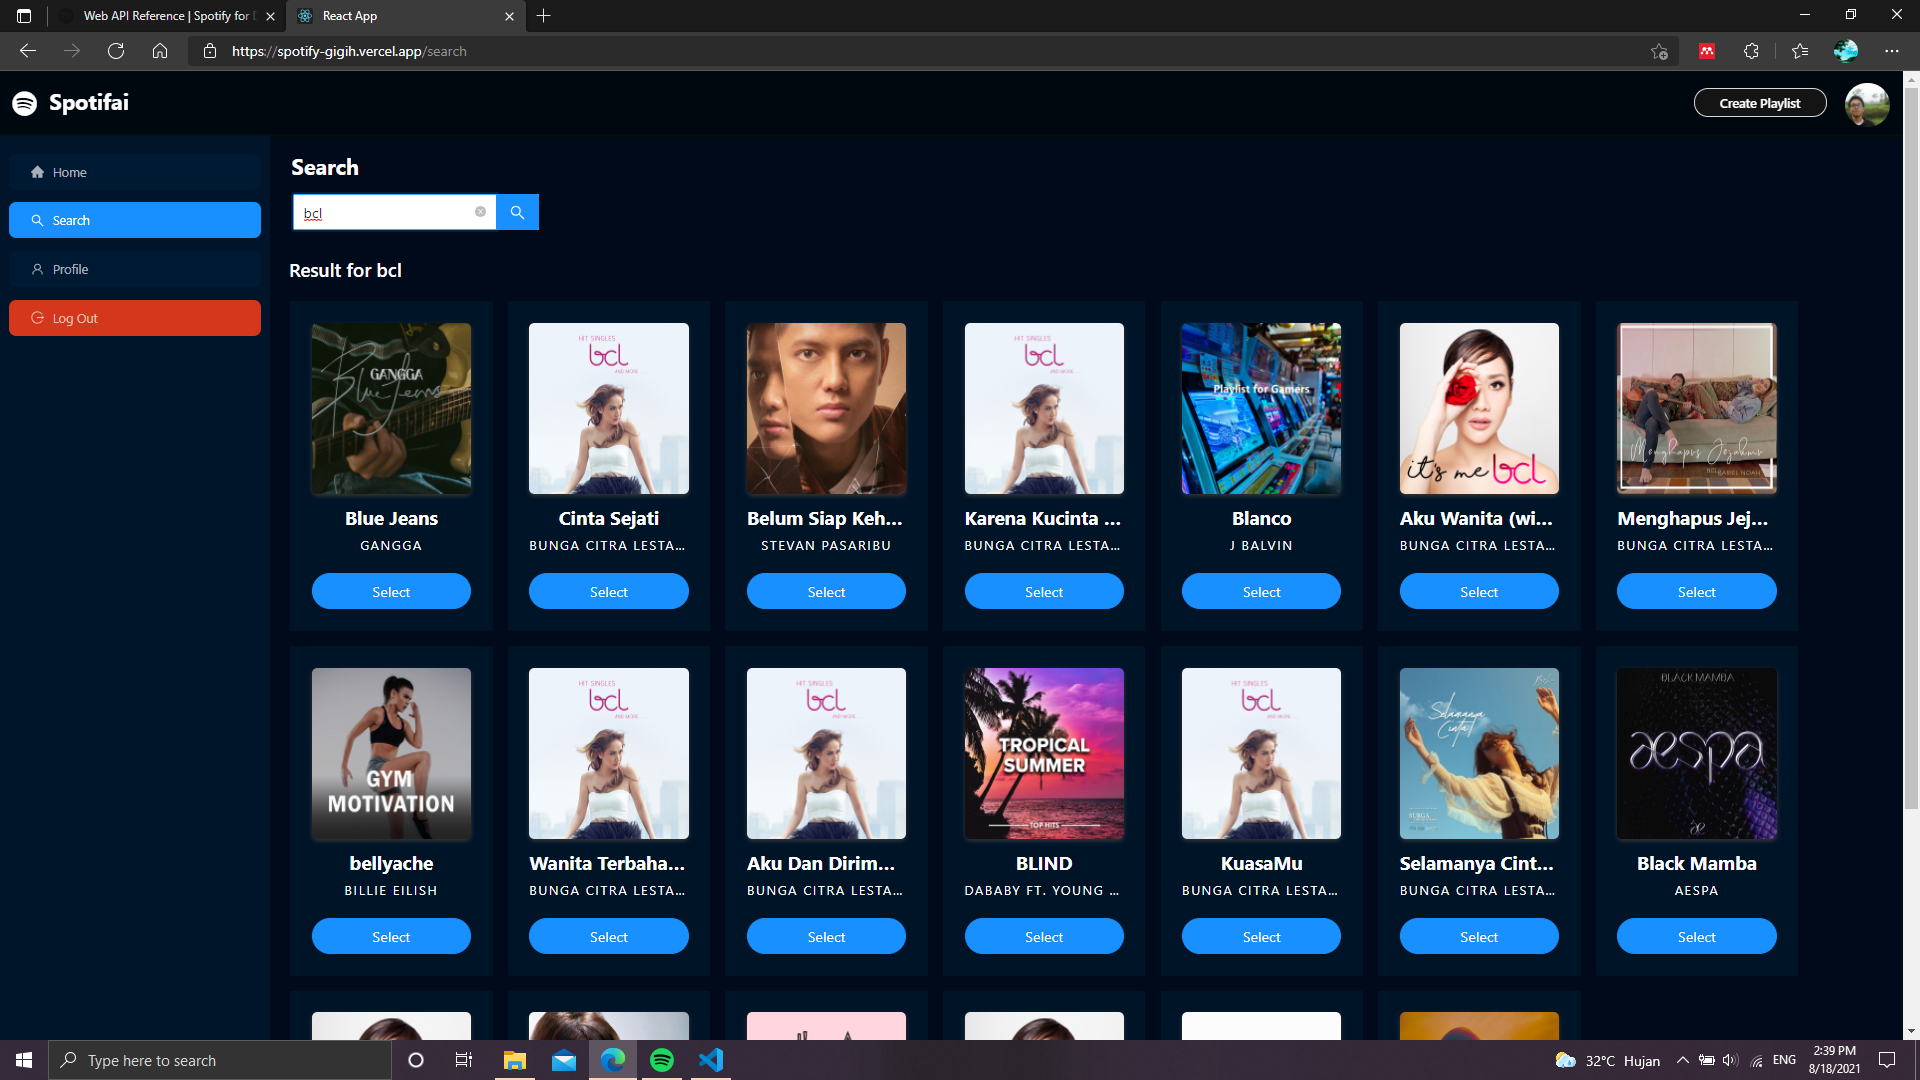 Web API Reference | Spotify for D
React App
https://spotify-gigih.vercel.app/search
Spotifai
Create Playlist
Home
Search
Profile
Log Out
Search
bcl
Result for bcl
GANGGA
Blue Jeans
HIT SINGLES
bcl
AND MORE...
HIT SINGLES
bcl
AND MORE...
Playlist for Gamers
it's me bcl
Menghapus Jejakmu
BCL
ARIEL NOAH
Blue Jeans
Cinta Sejati
Belum Siap Keh...
Karena Kucinta ...
Blanco
Aku Wanita (wi...
Menghapus Jej...
GANGGA
BUNGA CITRA LESTA...
STEVAN PASARIBU
BUNGA CITRA LESTA...
J BALVIN
BUNGA CITRA LESTA...
BUNGA CITRA LESTA...
Select
Select
Select
Select
Select
Select
Select
GYM
MOTIVATION
HIT SINGLES
bcl
AND MORE...
HIT SINGLES
bcl
AND MORE...
TROPICAL
SUMMER
TOP HITS
HIT SINGLES
bcl
AND MORE...
Selamanya
Cinta
BLACK MAMBA
aespa
æ
bellyache
Wanita Terbaha...
Aku Dan Dirim...
BLIND
KuasaMu
Selamanya Cint...
Black Mamba
BILLIE EILISH
BUNGA CITRA LESTA...
BUNGA CITRA LESTA...
DABABY FT. YOUNG ...
BUNGA CITRA LESTA...
BUNGA CITRA LESTA...
AESPA
Select
Select
Select
Select
Select
Select
Select
Type here to search
32°C Hujan
ENG
2:39 PM
8/18/2021